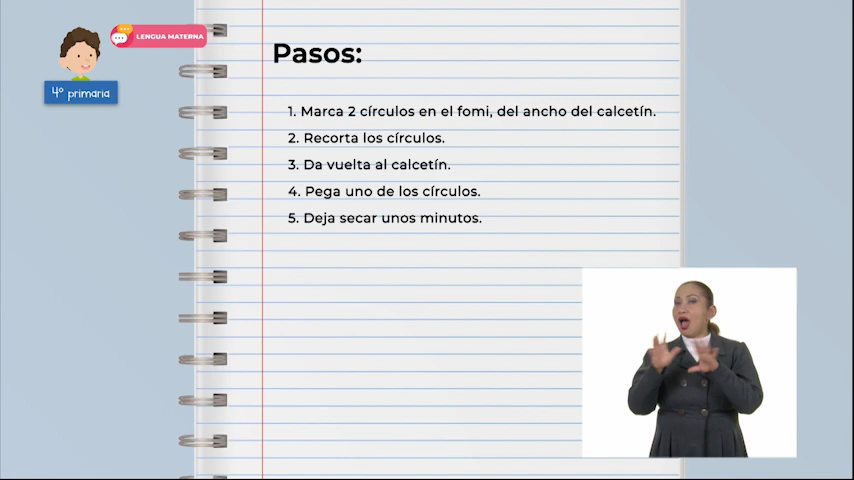 LENGUA MATERNA
4º primaria
Pasos:
1. Marca 2 círculos en el fomi, del ancho del calcetín.
2. Recorta los círculos.
3. Da vuelta al calcetín.
4. Pega uno de los círculos.
5. Deja secar unos minutos.